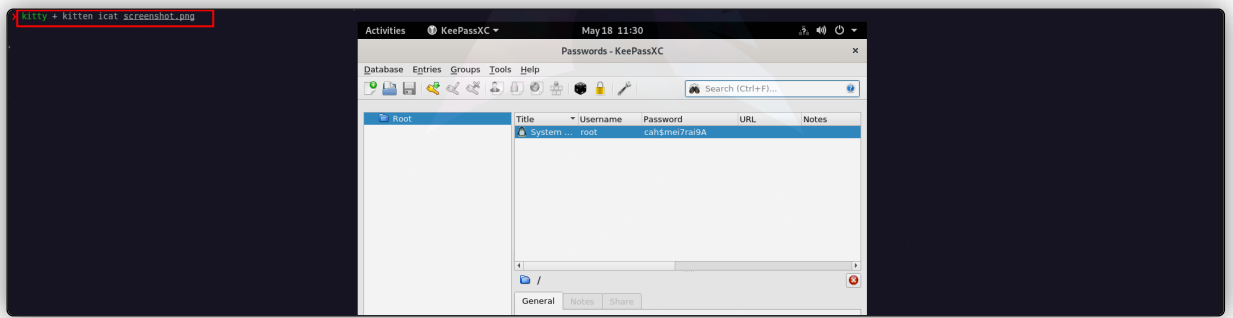 ❯ kitty + kitten icat screenshot.png
Activities KeePassXC May 18 11:30
Passwords - KeePassXC ×
Database Entries Groups Tools Help
Search (Ctrl+F)...
Root
Title Username Password URL Notes
System ... root cah$mei7rai9A
/
General Notes Share